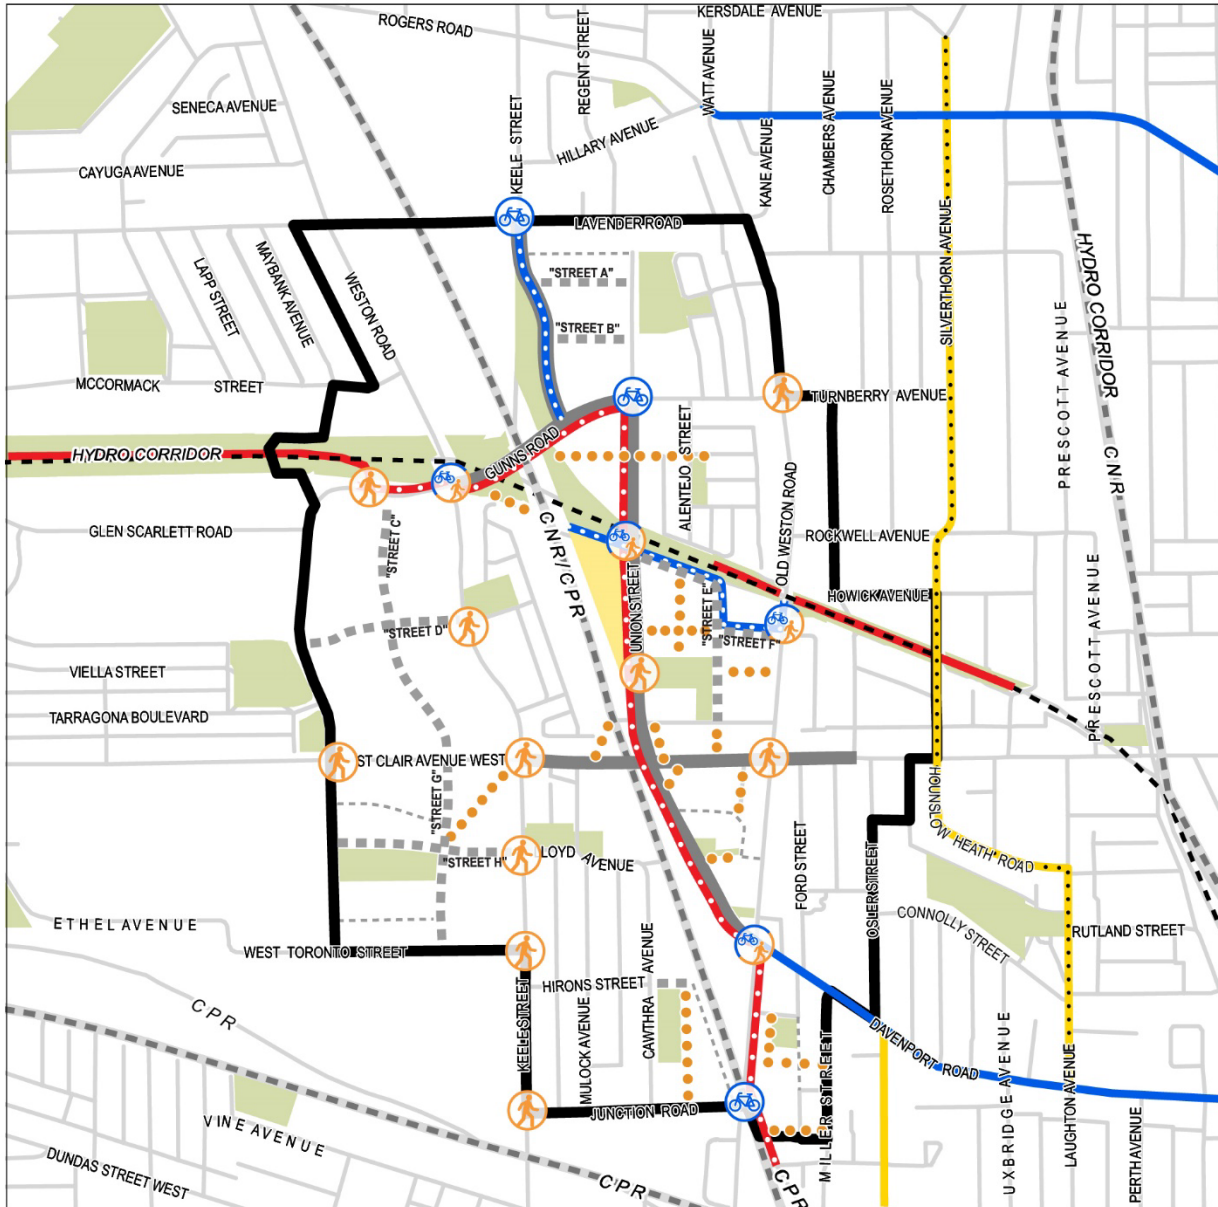 KERSDALE AVENUE
ROGERS ROAD
REGENT STREET
WATT AVENUE
SENECA AVENUE
KEELE STREET
HILLARY AVENUE
KANE AVENUE
CHAMBERS AVENUE
ROSETHORN AVENUE
CAYUGA AVENUE
LAVENDER ROAD
SILVERTHORN AVENUE
HYDRO CORRIDOR
LAPP STREET
MAYBANK AVENUE
WESTON ROAD
"STREET A"
"STREET B"
PRESCOTT AVENUE
MCCORMACK STREET
TURNBERRY AVENUE
ALENTEJO STREET
GUNNS ROAD
HYDRO CORRIDOR
CNR
OLD WESTON ROAD
GLEN SCARLETT ROAD
"STREET C"
CNR/CPR
ROCKWELL AVENUE
HOWICK AVENUE
PRESCOTT AVENUE
"STREET D"
UNION STREET
"STREET E"
"STREET F"
VIELLA STREET
TARRAGONA BOULEVARD
ST CLAIR AVENUE WEST
"STREET G"
HOUNSLOW HEATH ROAD
"STREET H"
LOYD AVENUE
FORD STREET
OSLER STREET
CONNOLLY STREET
RUTLAND STREET
ETHEL AVENUE
WEST TORONTO STREET
HIRONS STREET
CAWTHRA AVENUE
CPR
KEELE STREET
MULOCK AVENUE
DAVENPORT ROAD
MILLER STREET
UXBRIDGE AVENUE
LAUGHTON AVENUE
PERTH AVENUE
JUNCTION ROAD
VINE AVENUE
DUNDAS STREET WEST
CPR
CPR